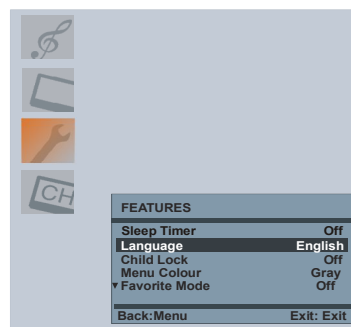 CH
FEATURES
Sleep Timer Off
Language English
Child Lock Off
Menu Colour Gray
▾Favorite Mode Off
Back:Menu Exit: Exit